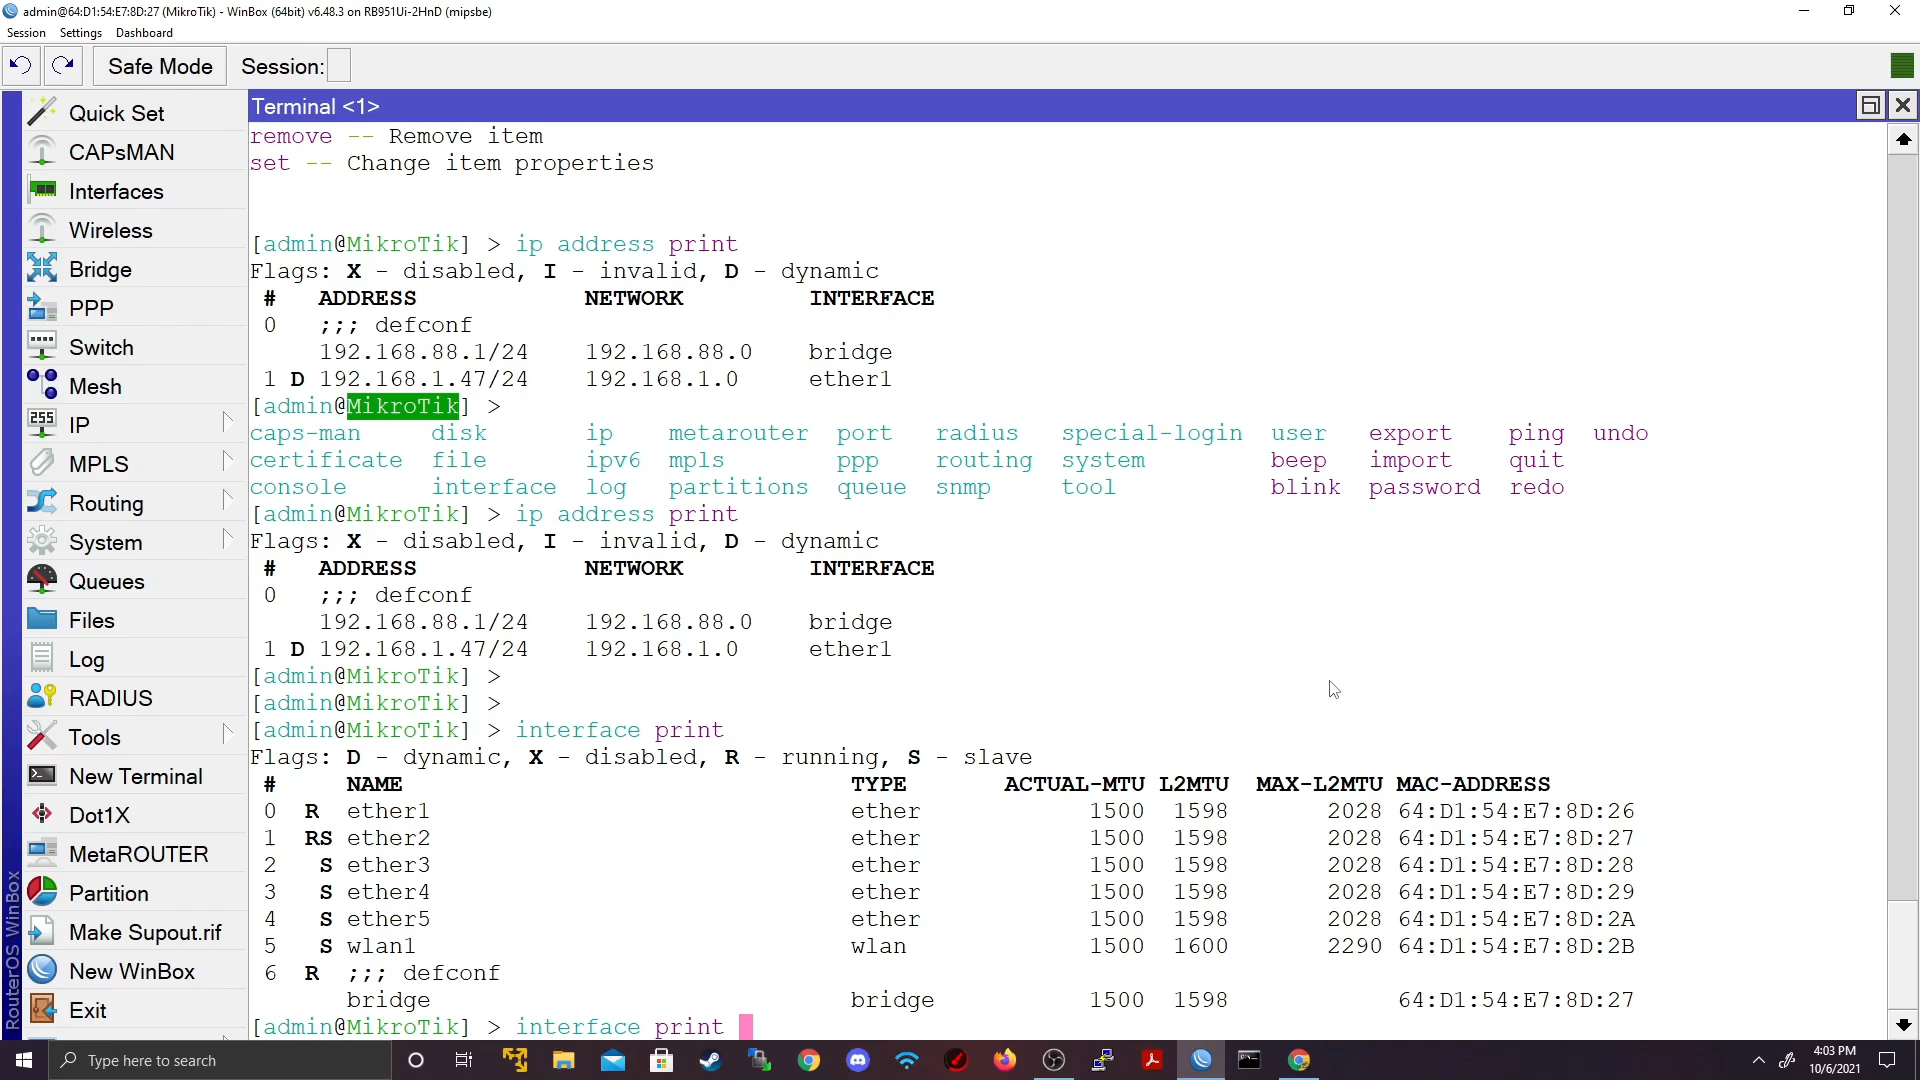 admin@64:D1:54:E7:8D:27 (MikroTik) - WinBox (64bit) v6.48.3 on RB951Ui-2HnD (mipsbe)
Session Settings Dashboard
Safe Mode Session:
Quick Set
CAPsMAN
Interfaces
Wireless
Bridge
PPP
Switch
Mesh
IP
255
MPLS
Routing
System
Queues
Files
Log
RADIUS
Tools
New Terminal
Dot1X
MetaROUTER
Partition
Make Supout.rif
New WinBox
Exit
RouterOS WinBox
Terminal <1>
remove -- Remove item
set -- Change item properties
[admin@MikroTik] > ip address print
Flags: X - disabled, I - invalid, D - dynamic
# ADDRESS NETWORK INTERFACE
0 ;;; defconf
192.168.88.1/24 192.168.88.0 bridge
1 D 192.168.1.47/24 192.168.1.0 ether1
[admin@MikroTik] >
caps-man disk ip metarouter port radius special-login user export ping undo
certificate file ipv6 mpls ppp routing system beep import quit
console interface log partitions queue snmp tool blink password redo
[admin@MikroTik] > ip address print
Flags: X - disabled, I - invalid, D - dynamic
# ADDRESS NETWORK INTERFACE
0 ;;; defconf
192.168.88.1/24 192.168.88.0 bridge
1 D 192.168.1.47/24 192.168.1.0 ether1
[admin@MikroTik] >
[admin@MikroTik] >
[admin@MikroTik] > interface print
Flags: D - dynamic, X - disabled, R - running, S - slave
# NAME TYPE ACTUAL-MTU L2MTU MAX-L2MTU MAC-ADDRESS
0 R ether1 ether 1500 1598 2028 64:D1:54:E7:8D:26
1 RS ether2 ether 1500 1598 2028 64:D1:54:E7:8D:27
2 S ether3 ether 1500 1598 2028 64:D1:54:E7:8D:28
3 S ether4 ether 1500 1598 2028 64:D1:54:E7:8D:29
4 S ether5 ether 1500 1598 2028 64:D1:54:E7:8D:2A
5 S wlan1 wlan 1500 1600 2290 64:D1:54:E7:8D:2B
6 R ;;; defconf
bridge bridge 1500 1598 64:D1:54:E7:8D:27
[admin@MikroTik] > interface print
Type here to search
4:03 PM
10/6/2021